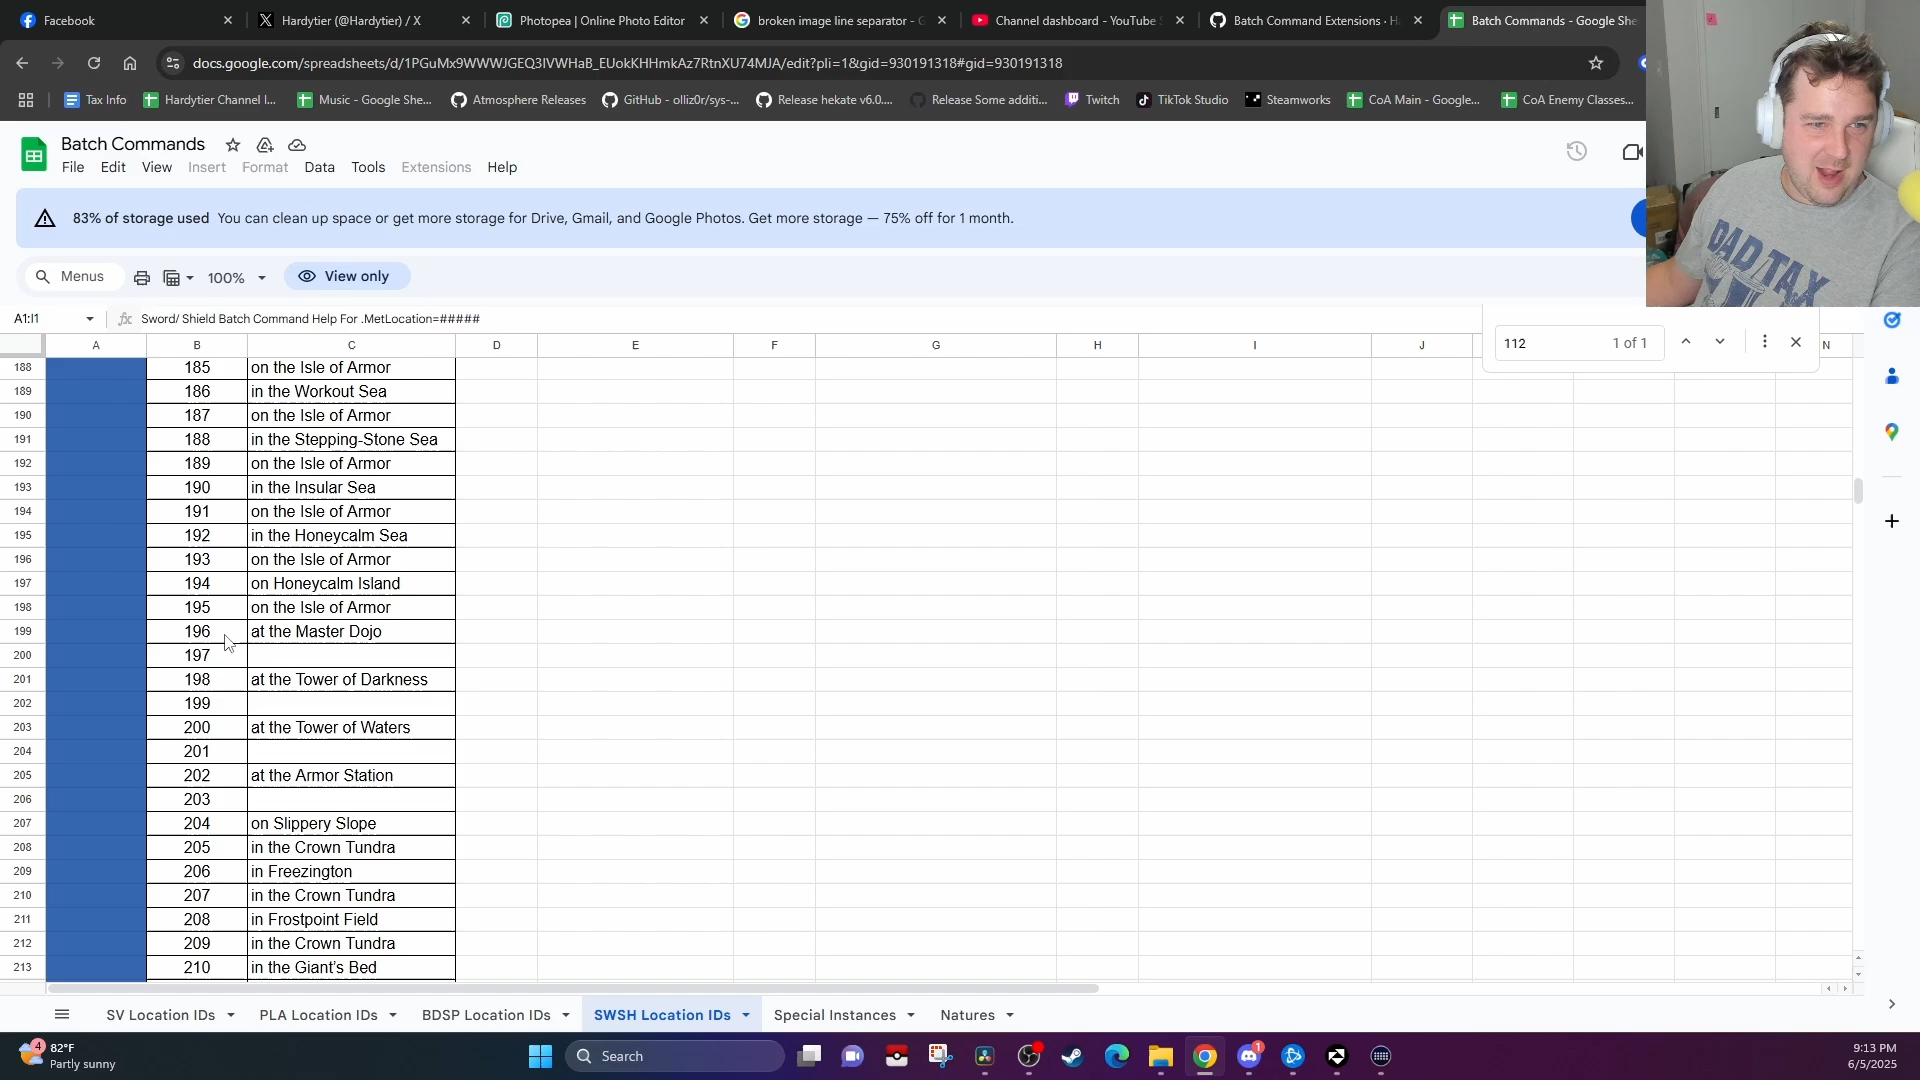 Facebook
Hardytier (@Hardytier) / X
Photopea | Online Photo Editor
broken image line separator - G
Channel dashboard - YouTube S
Batch Command Extensions · H
Batch Commands - Google She
docs.google.com/spreadsheets/d/1PGuMx9WWWJGEQ3IVWHaB_EUokKHHmkAz7RtnXU74MJA/edit?pli=1&gid=930191318#gid=930191318
Tax Info
Hardytier Channel I...
Music - Google She...
Atmosphere Releases
GitHub - olliz0r/sys-...
Release hekate v6.0....
Release Some additi...
Twitch
TikTok Studio
Steamworks
CoA Main - Google...
CoA Enemy Classes...
Batch Commands
File Edit View Insert Format Data Tools Extensions Help
83% of storage used You can clean up space or get more storage for Drive, Gmail, and Google Photos. Get more storage — 75% off for 1 month.
Menus 100% View only
DAD TAX
A1:I1 fx Sword/ Shield Batch Command Help For .MetLocation=#####
112 1 of 1
A B C D E F G H I J N
188 185 on the Isle of Armor
189 186 in the Workout Sea
190 187 on the Isle of Armor
191 188 in the Stepping-Stone Sea
192 189 on the Isle of Armor
193 190 in the Insular Sea
194 191 on the Isle of Armor
195 192 in the Honeycalm Sea
196 193 on the Isle of Armor
197 194 on Honeycalm Island
198 195 on the Isle of Armor
199 196 at the Master Dojo
200 197
201 198 at the Tower of Darkness
202 199
203 200 at the Tower of Waters
204 201
205 202 at the Armor Station
206 203
207 204 on Slippery Slope
208 205 in the Crown Tundra
209 206 in Freezington
210 207 in the Crown Tundra
211 208 in Frostpoint Field
212 209 in the Crown Tundra
213 210 in the Giant's Bed
SV Location IDs PLA Location IDs BDSP Location IDs SWSH Location IDs Special Instances Natures
4 82°F
Partly sunny
Search
1
9:13 PM
6/5/2025